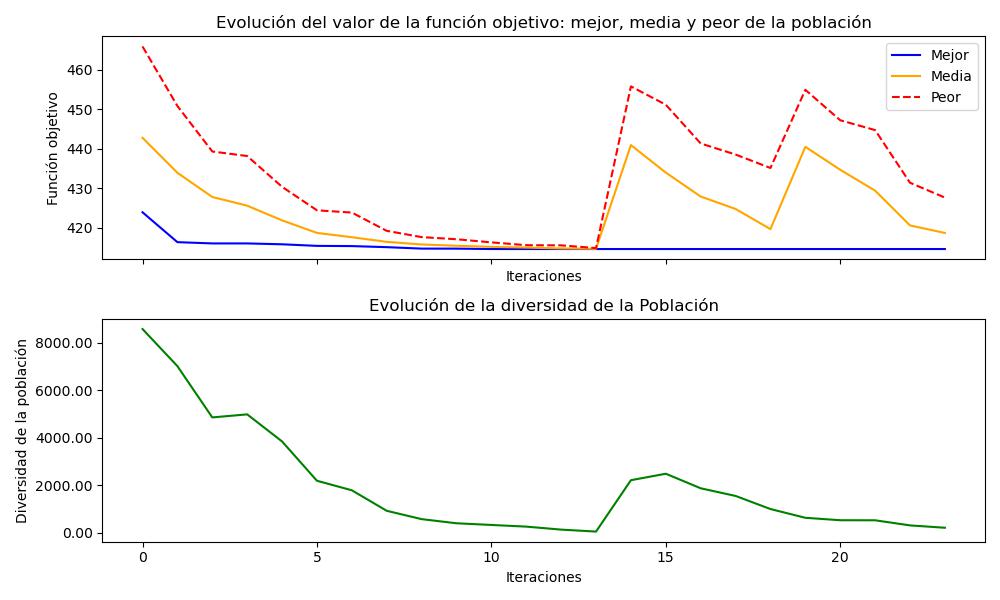 Evolución del valor de la función objetivo: mejor, media y peor de la población
Función objetivo
460
450
440
430
420
Mejor
Media
Peor
Iteraciones
Evolución de la diversidad de la Población
Diversidad de la población
8000.00
6000.00
4000.00
2000.00
0.00
0
5
10
15
20
Iteraciones